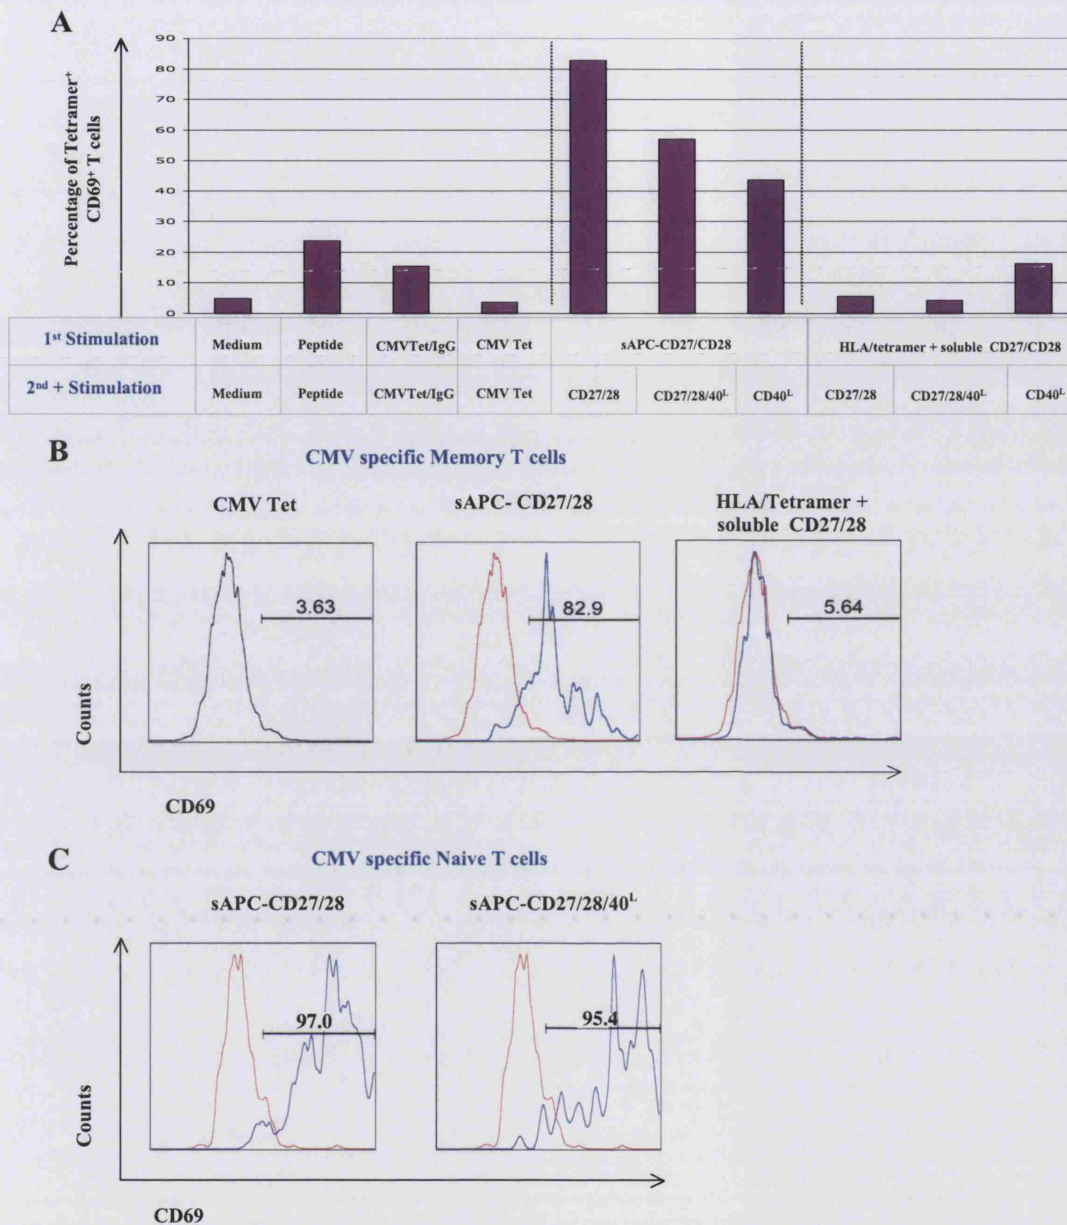 A
Percentage of Tetramer⁺
CD69⁺ T cells
90
80
70
60
50
40
30
20
10
0
1st Stimulation Medium Peptide CMVTet/IgG CMV Tet sAPC-CD27/CD28 HLA/tetramer + soluble CD27/CD28
2nd + Stimulation Medium Peptide CMVTet/IgG CMV Tet CD27/28 CD27/28/40L CD40L CD27/28 CD27/28/40L CD40L
B
CMV specific Memory T cells
CMV Tet
sAPC- CD27/28
HLA/Tetramer +
soluble CD27/28
3.63
82.9
5.64
Counts
CD69
C
CMV specific Naive T cells
sAPC-CD27/28
sAPC-CD27/28/40L
97.0
95.4
Counts
CD69